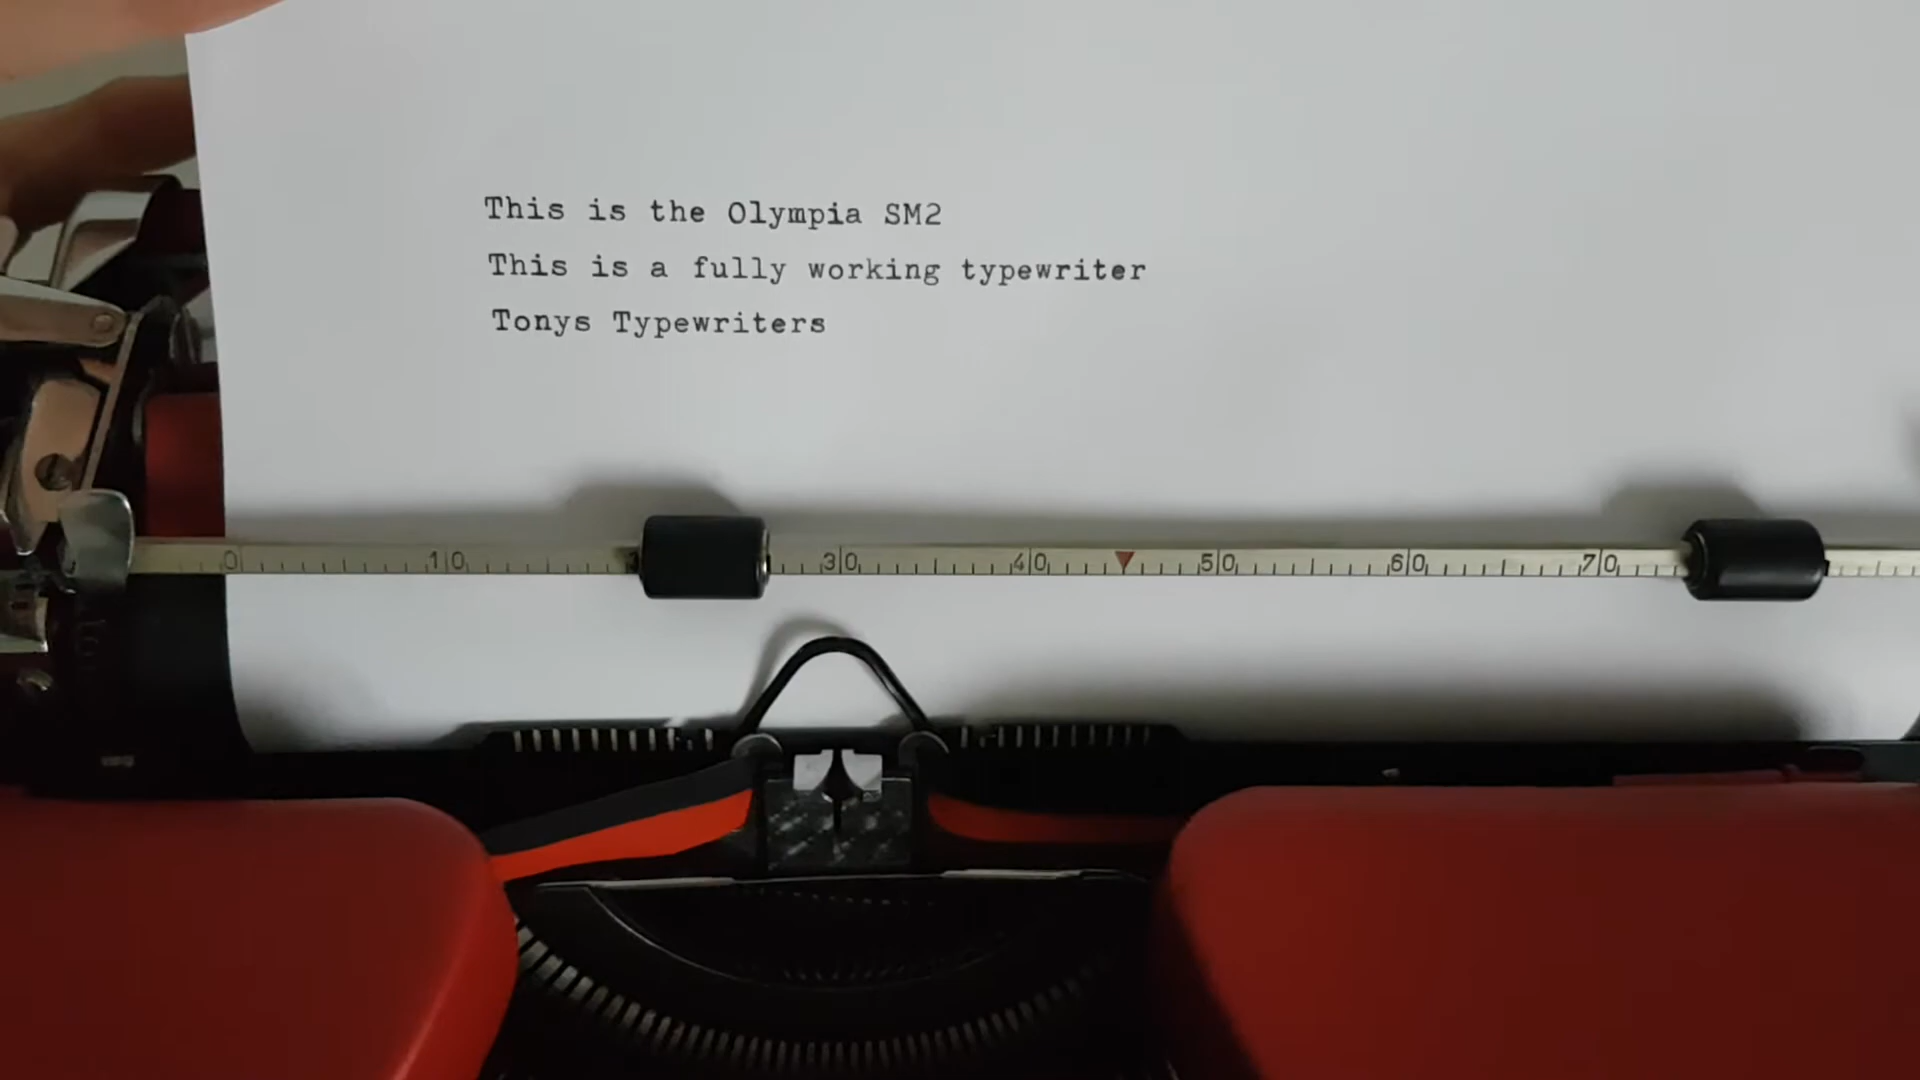 This is the Olympia SM2
This is a fully working typewriter
Tonys Typewriters
0 10 30 40 50 60 70